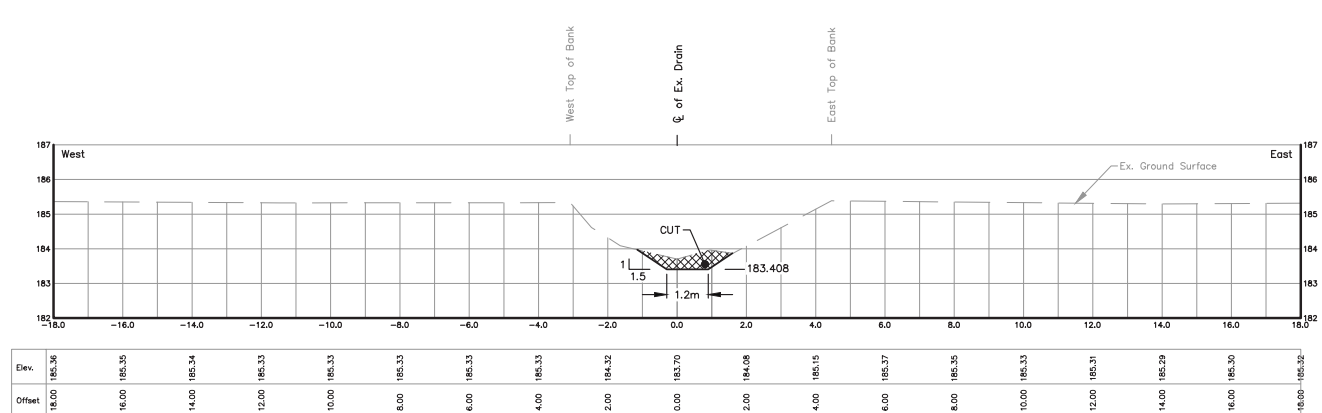 West Top of Bank
℄ of Ex. Drain
East Top of Bank
187 West East 187
186 Ex. Ground Surface 186
185 185
184 CUT 184
1
1.5 183.408
183 1.2m 183
182 182
-18.0 -16.0 -14.0 -12.0 -10.0 -8.0 -6.0 -4.0 -2.0 0.0 2.0 4.0 6.0 8.0 10.0 12.0 14.0 16.0 18.0
Elev. 185.36 185.35 185.34 185.33 185.33 185.33 185.33 185.33 184.32 183.70 184.08 185.15 185.37 185.35 185.33 185.31 185.29 185.30 185.32
Offset 18.00 16.00 14.00 12.00 10.00 8.00 6.00 4.00 2.00 0.00 2.00 4.00 6.00 8.00 10.00 12.00 14.00 16.00 18.00